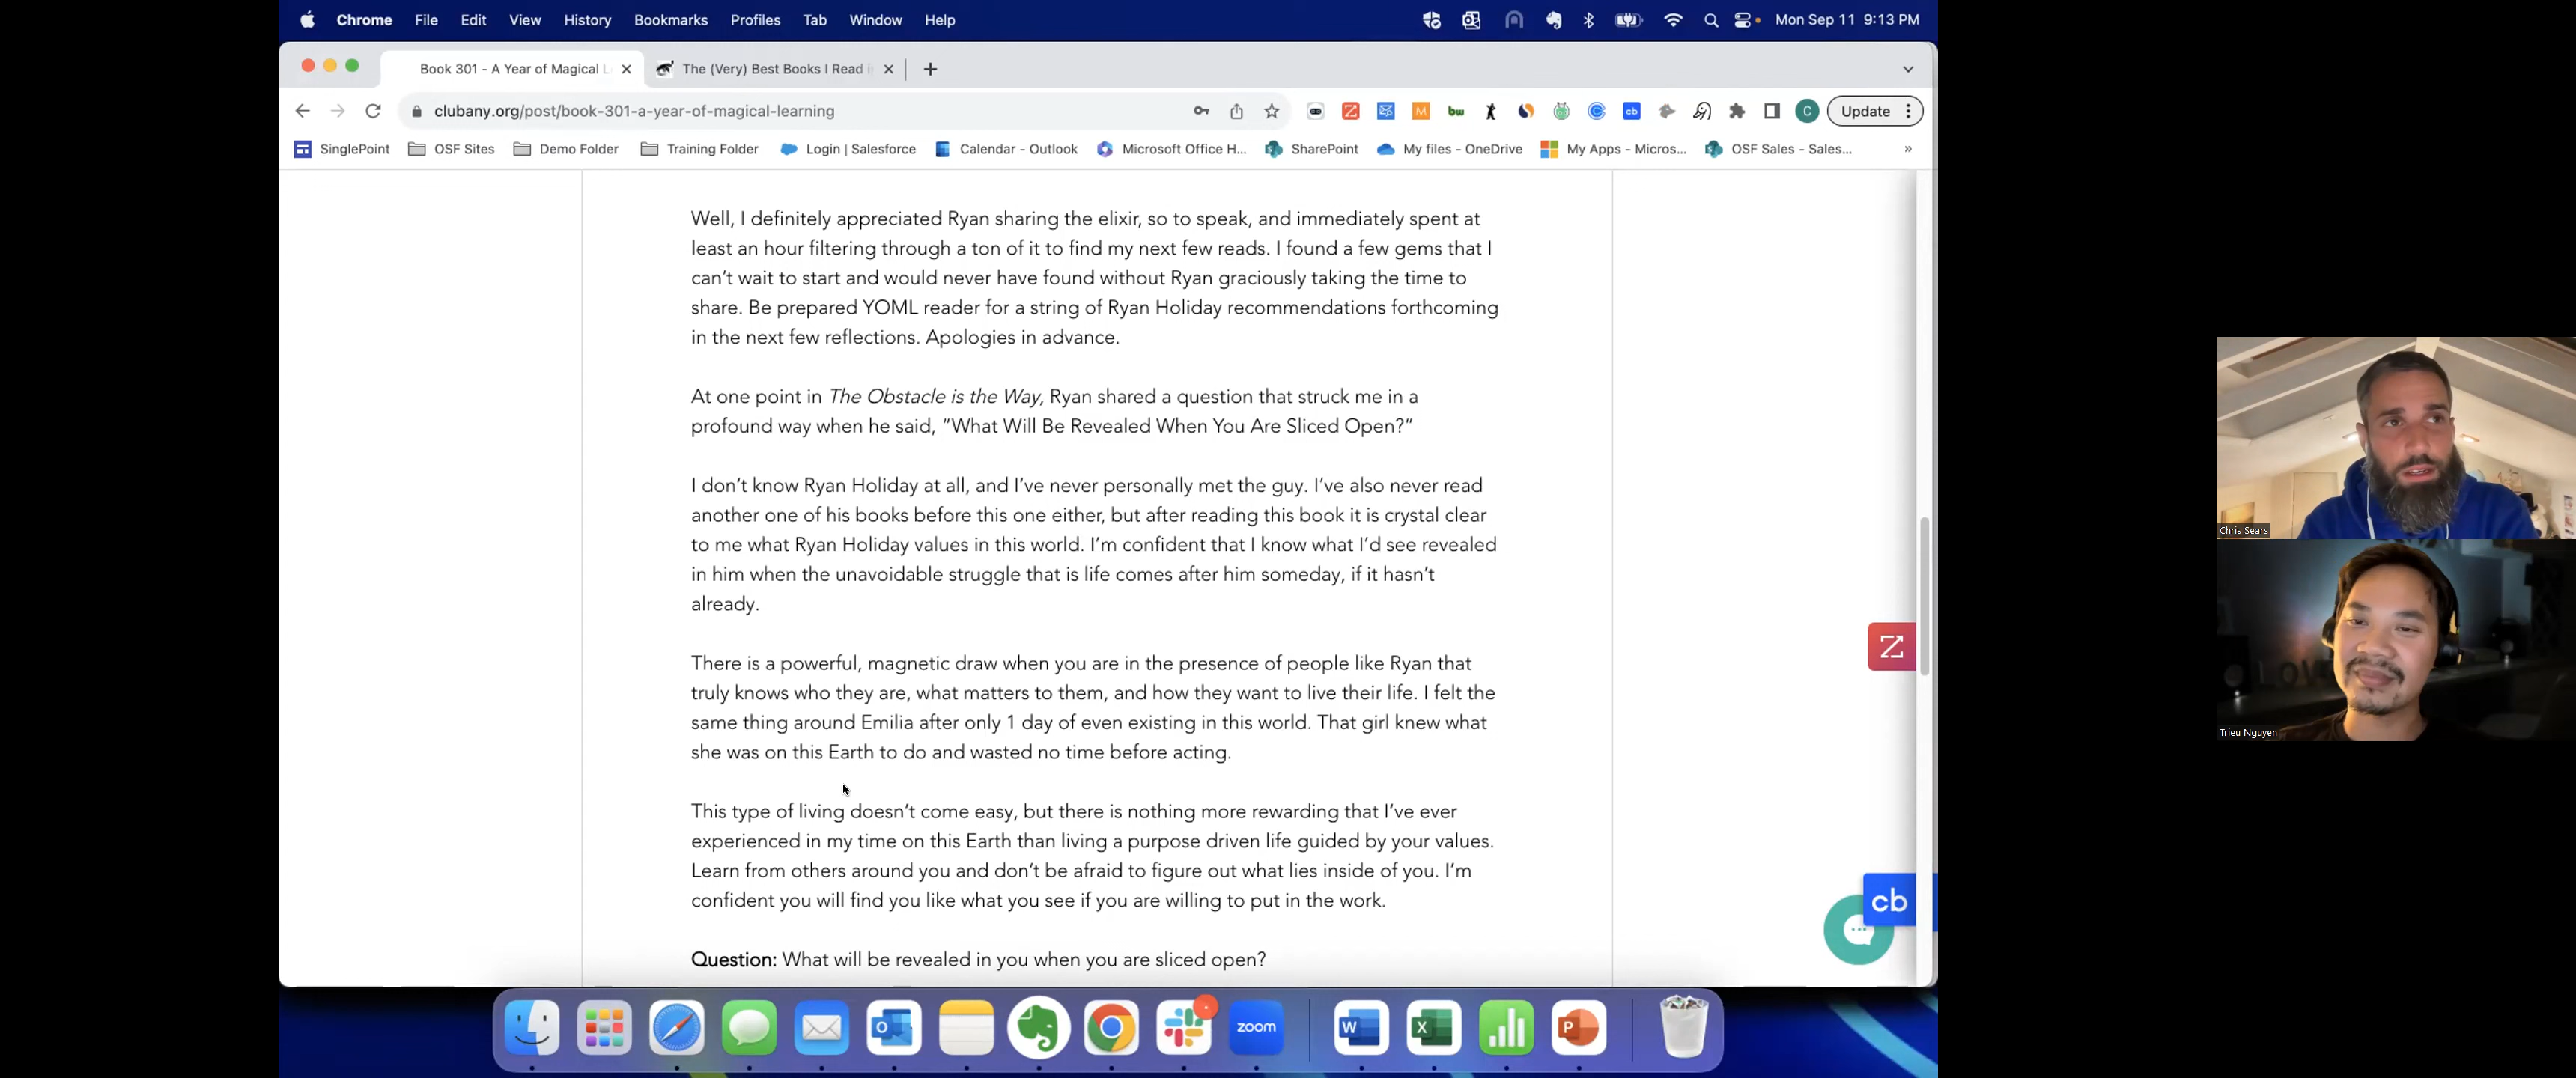 Chrome File Edit View History Bookmarks Profiles Tab Window Help Mon Sep 11 9:13 PM
Book 301 - A Year of Magical L The (Very) Best Books I Read i
clubany.org/post/book-301-a-year-of-magical-learning Update
SinglePoint OSF Sites Demo Folder Training Folder Login | Salesforce Calendar - Outlook Microsoft Office H... SharePoint My files - OneDrive My Apps - Micros... OSF Sales - Sales... »
Well, I definitely appreciated Ryan sharing the elixir, so to speak, and immediately spent at
least an hour filtering through a ton of it to find my next few reads. I found a few gems that I
can’t wait to start and would never have found without Ryan graciously taking the time to
share. Be prepared YOML reader for a string of Ryan Holiday recommendations forthcoming
in the next few reflections. Apologies in advance.
At one point in The Obstacle is the Way, Ryan shared a question that struck me in a
profound way when he said, “What Will Be Revealed When You Are Sliced Open?”
I don’t know Ryan Holiday at all, and I’ve never personally met the guy. I’ve also never read
another one of his books before this one either, but after reading this book it is crystal clear
to me what Ryan Holiday values in this world. I’m confident that I know what I’d see revealed
in him when the unavoidable struggle that is life comes after him someday, if it hasn’t
already.
There is a powerful, magnetic draw when you are in the presence of people like Ryan that
truly knows who they are, what matters to them, and how they want to live their life. I felt the
same thing around Emilia after only 1 day of even existing in this world. That girl knew what
she was on this Earth to do and wasted no time before acting.
This type of living doesn’t come easy, but there is nothing more rewarding that I’ve ever
experienced in my time on this Earth than living a purpose driven life guided by your values.
Learn from others around you and don’t be afraid to figure out what lies inside of you. I’m
confident you will find you like what you see if you are willing to put in the work.
Question: What will be revealed in you when you are sliced open?
cb
zoom
Chris Sears
Trieu Nguyen